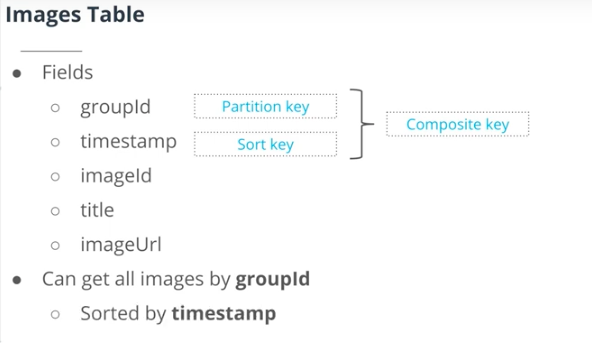 Images Table
● Fields
○ groupId Partition key
Composite key
○ timestamp Sort key
○ imageId
○ title
○ imageUrl
● Can get all images by groupId
○ Sorted by timestamp